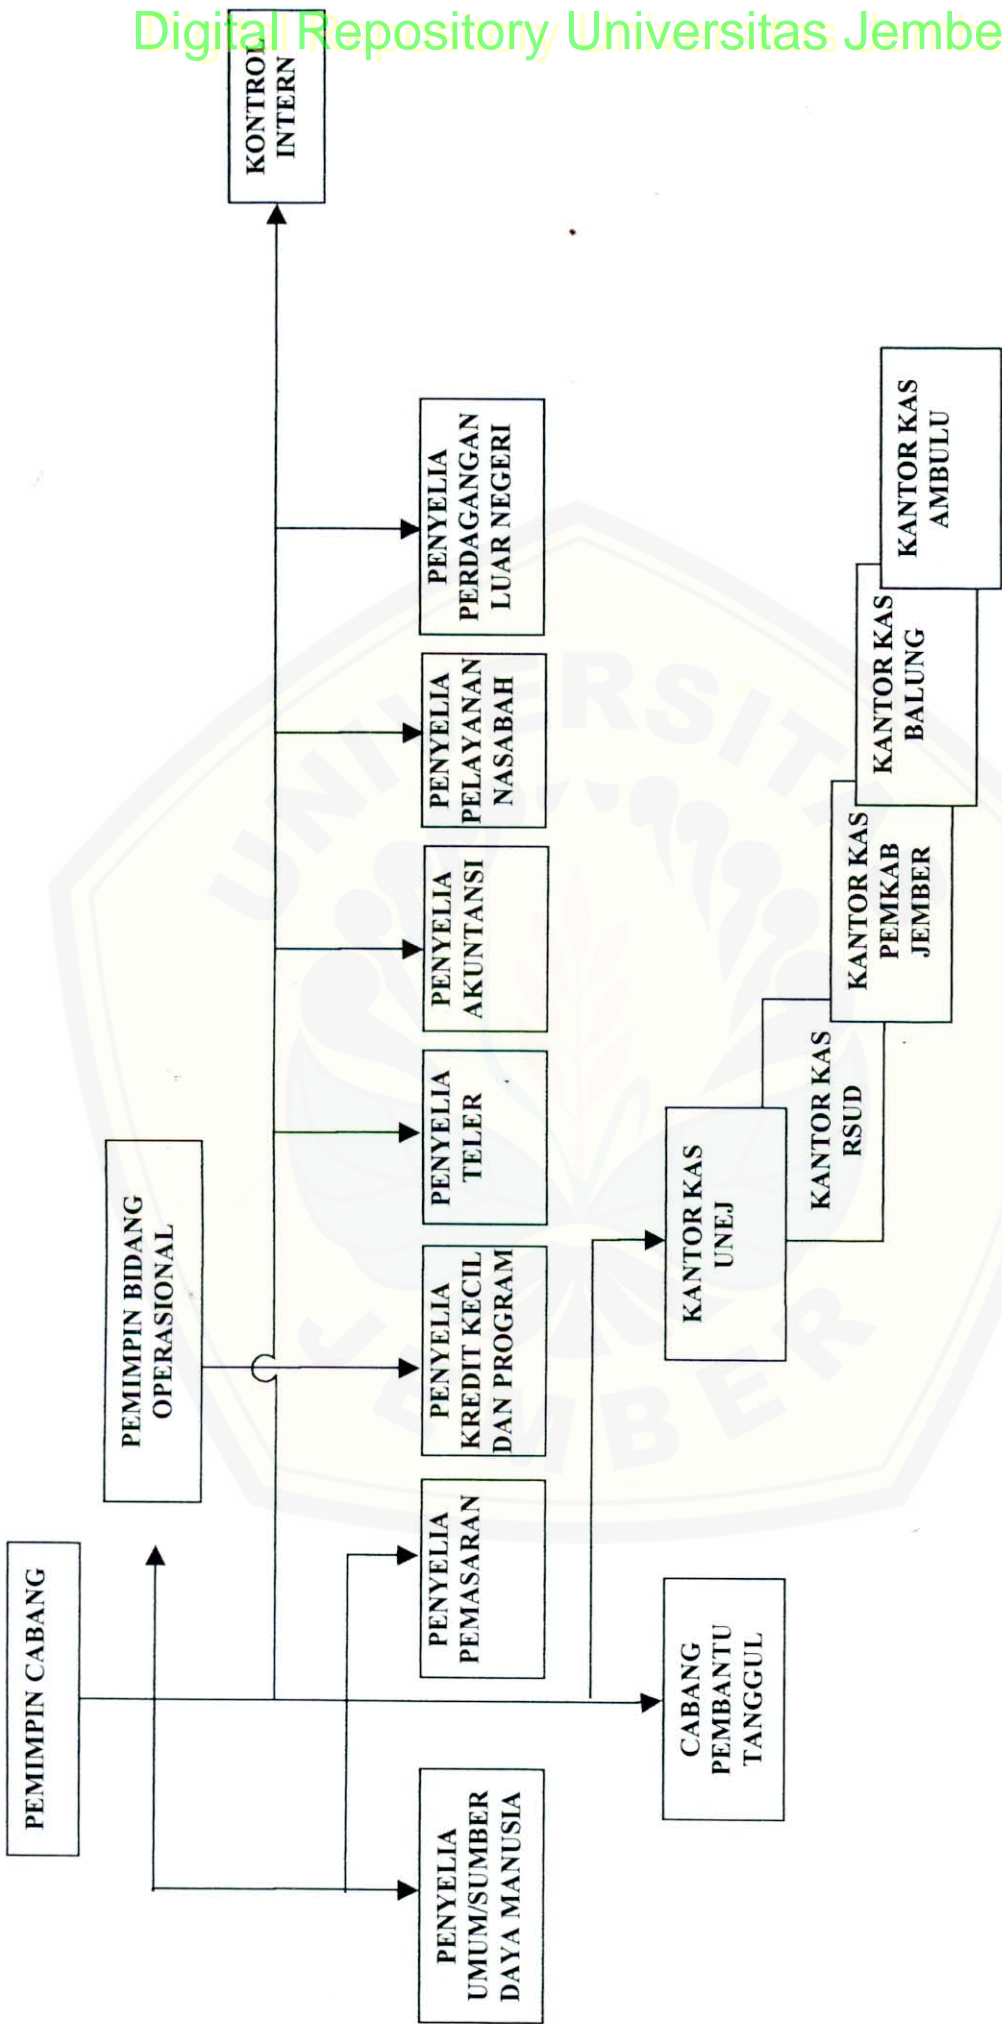 Digital Repository Universitas Jembe
PEMIMPIN CABANG
PEMIMPIN BIDANG
OPERASIONAL
KONTROL
INTERN
PENYELIA
UMUM/SUMBER
DAYA MANUSIA
PENYELIA
PEMASARAN
PENYELIA
KREDIT KECIL
DAN PROGRAM
PENYELIA
TELER
PENYELIA
AKUNTANSI
PENYELIA
PELAYANAN
NASABAH
PENYELIA
PERDAGANGAN
LUAR NEGERI
CABANG
PEMBANTU
TANGGUL
KANTOR KAS
UNEJ
KANTOR KAS
RSUD
KANTOR KAS
PEMKAB
JEMBER
KANTOR KAS
BALUNG
KANTOR KAS
AMBULU
UNIVERSITAS
JEMBER